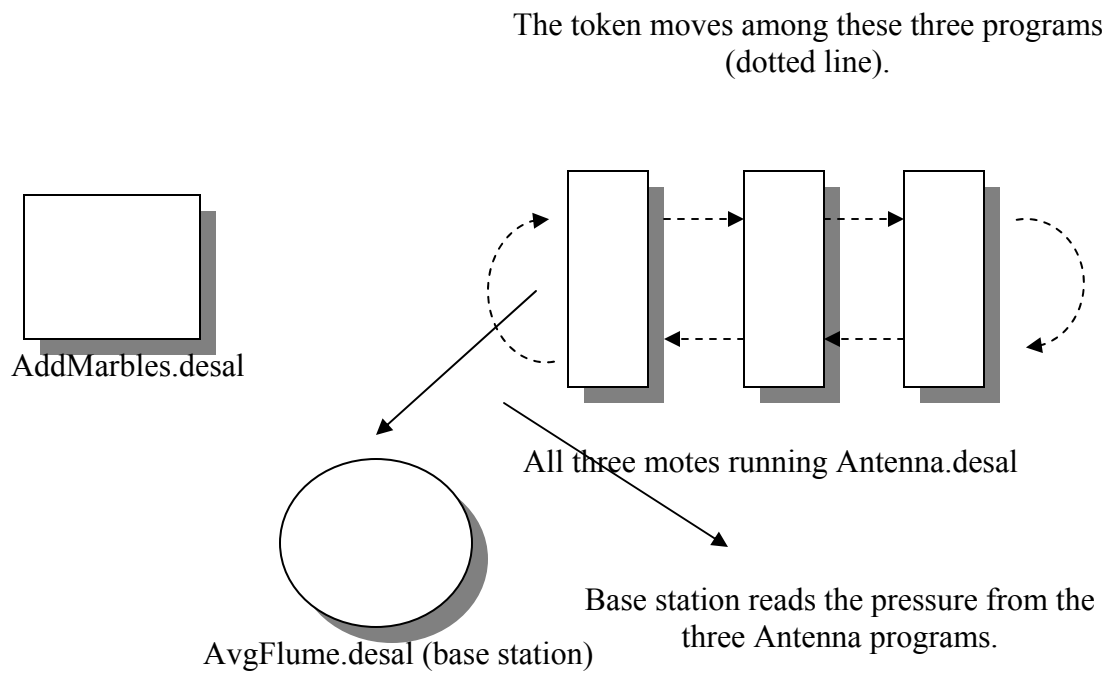 The token moves among these three programs
(dotted line).
AddMarbles.desal
All three motes running Antenna.desal
Base station reads the pressure from the
three Antenna programs.
AvgFlume.desal (base station)